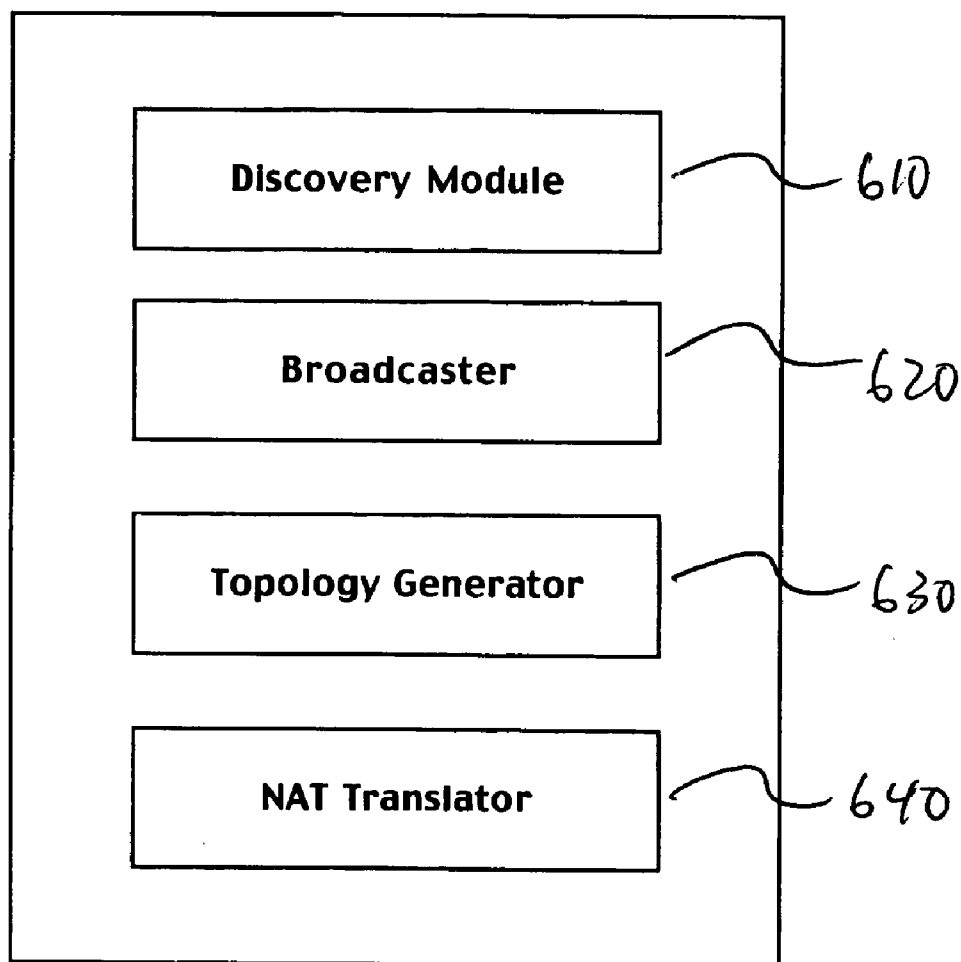 Discovery Module
610
Broadcaster
620
Topology Generator
630
NAT Translator
640